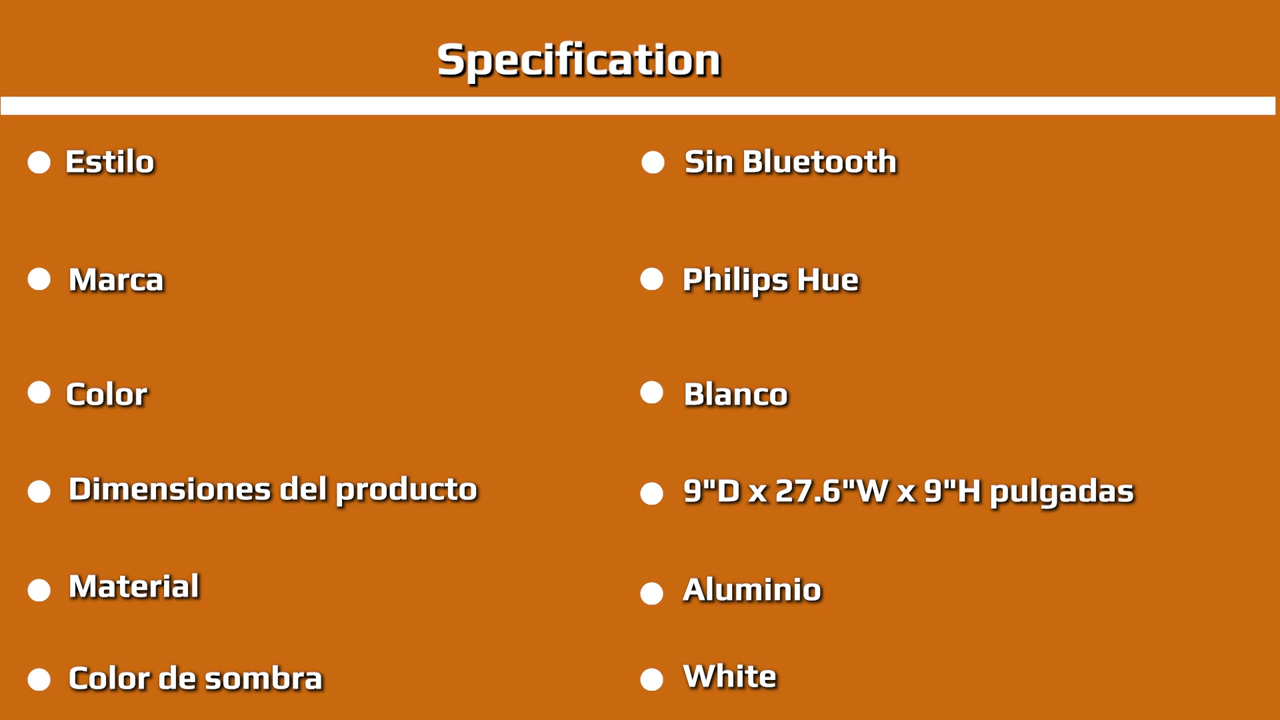 Specification
Estilo
Sin Bluetooth
Marca
Philips Hue
Color
Blanco
Dimensiones del producto
9"D x 27.6"W x 9"H pulgadas
Material
Aluminio
Color de sombra
White